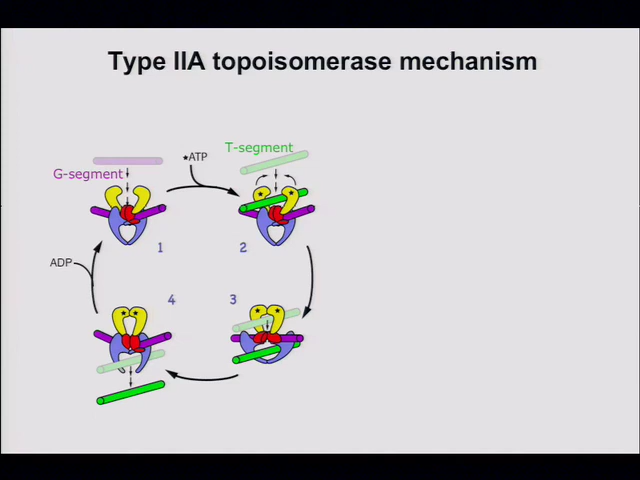 Type IIA topoisomerase mechanism
T-segment
★ATP
G-segment
1
2
ADP
4
3